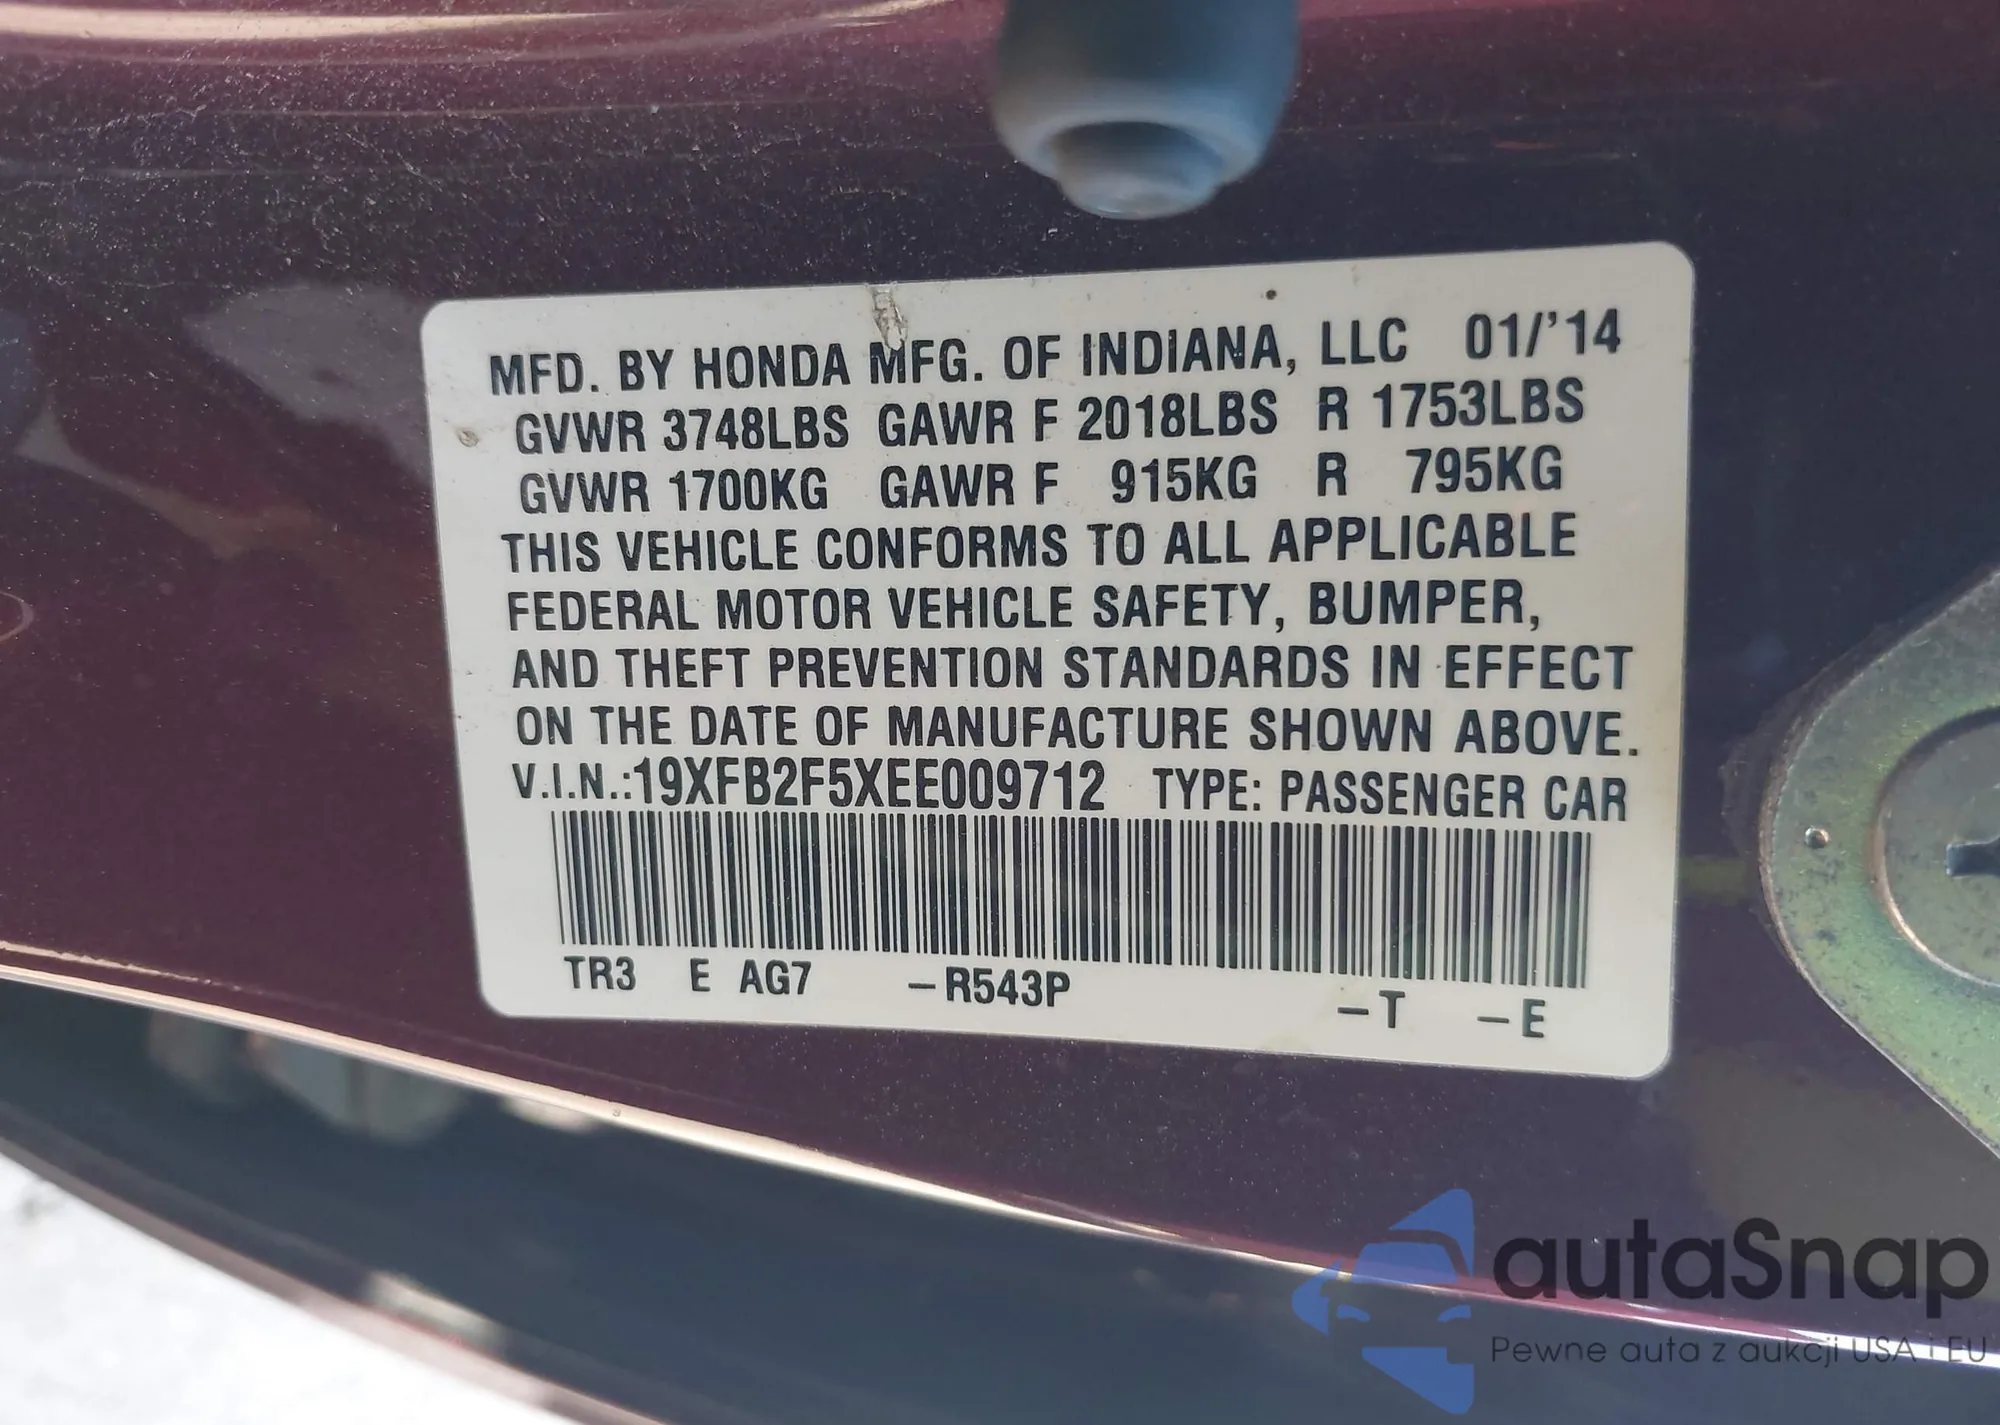 MFD. BY HONDA MFG. OF INDIANA, LLC 01/'14
GVWR 3748LBS GAWR F 2018LBS R 1753LBS
GVWR 1700KG GAWR F 915KG R 795KG
THIS VEHICLE CONFORMS TO ALL APPLICABLE
FEDERAL MOTOR VEHICLE SAFETY, BUMPER,
AND THEFT PREVENTION STANDARDS IN EFFECT
ON THE DATE OF MANUFACTURE SHOWN ABOVE.
V.I.N.:19XFB2F5XEE009712 TYPE: PASSENGER CAR
TR3 E AG7 –R543P –T –E
autaSnap
Pewne auta z aukcji USA i EU